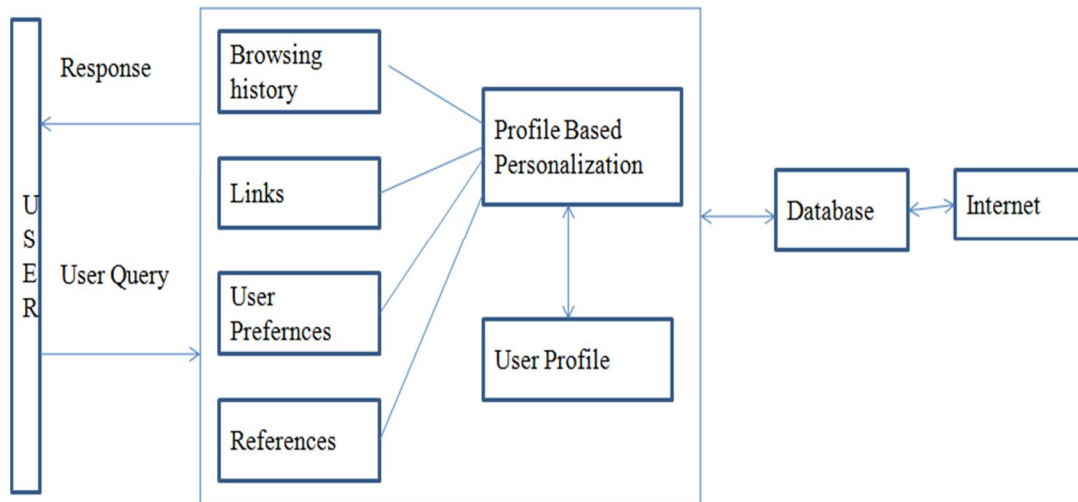 Response
User Query
U
S
E
R
Browsing
history
Links
User
Prefernces
References
Profile Based
Personalization
User Profile
Database
Internet